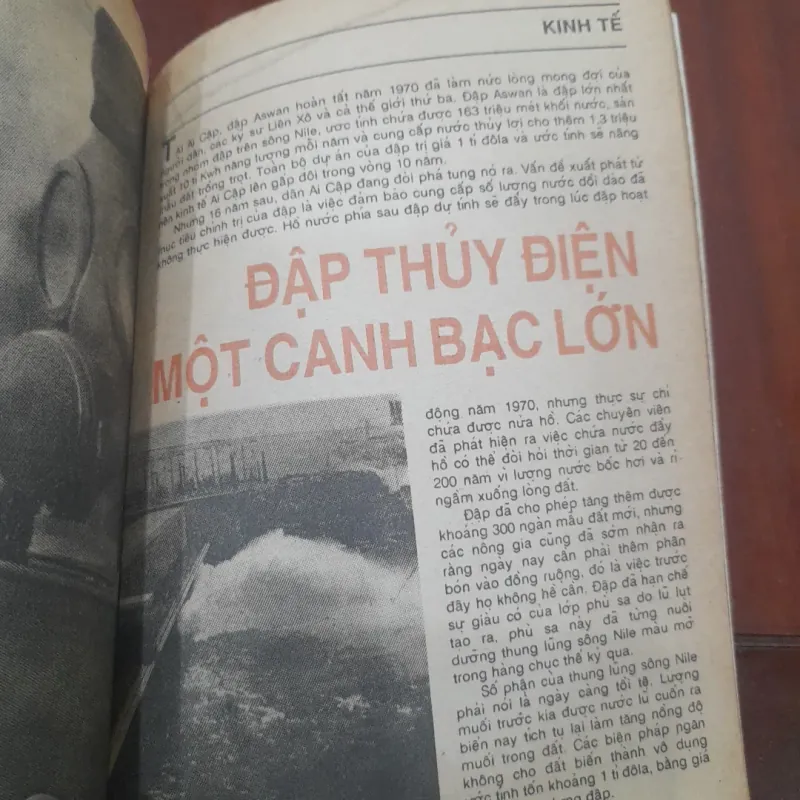 KINH TẾ
TẠI Ai Cập, đập Aswan hoàn tất năm 1970 đã làm nức lòng mong đợi của
người dân, các kỹ sư Liên Xô và cả thế giới thứ ba. Đập Aswan là đập lớn nhất
trong nhóm đập trên sông Nile, ước tính chứa được 163 triệu mét khối nước, sản
xuất 10 tỉ Kwh năng lượng mỗi năm và cung cấp nước thủy lợi cho thêm 1,3 triệu
mẫu đất trồng trọt. Toàn bộ dự án của đập trị giá 1 tỉ đôla và ước tính sẽ nâng
nền kinh tế Ai Cập lên gấp đôi trong vòng 10 năm.
Nhưng 16 năm sau, dân Ai Cập đang đòi phá tung nó ra. Vấn đề xuất phát từ
mục tiêu chính trị của đập là việc đảm bảo cung cấp số lượng nước dồi dào đã
không thực hiện được. Hồ nước phía sau đập dự tính sẽ đầy trong lúc đập hoạt
ĐẬP THỦY ĐIỆN
MỘT CANH BẠC LỚN
động năm 1970, nhưng thực sự chỉ
chứa được nửa hồ. Các chuyên viên
đã phát hiện ra việc chứa nước đầy
hồ có thể đòi hỏi thời gian từ 20 đến
200 năm vì lượng nước bốc hơi và rỉ
ngầm xuống lòng đất.
Đập đã cho phép tăng thêm được
khoảng 300 ngàn mẫu đất mới, nhưng
các nông gia cũng đã sớm nhận ra
rằng ngày nay cần phải thêm phân
bón vào đồng ruộng, đó là việc trước
đây họ không hề cần. Đập đã hạn chế
sự giàu có của lớp phù sa do lũ lụt
tạo ra, phù sa này đã từng nuôi
dưỡng thung lũng sông Nile màu mỡ
trong hàng chục thế kỷ qua.
Số phận của thung lũng sông Nile
phải nói là ngày càng tồi tệ. Lượng
muối trước kia được nước lũ cuốn ra
biển nay tích tụ lại làm tăng nồng độ
muối trong đất. Các biện pháp ngăn
không cho đất biến thành vô dụng
ước tính tốn khoảng 1 tỉ đôla, bằng giá
đập.